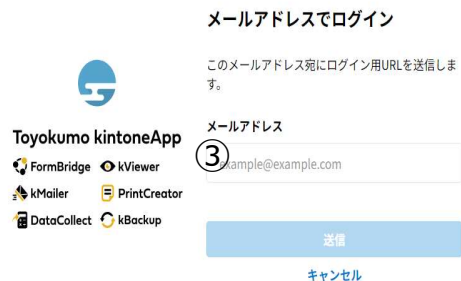 メールアドレスでログイン
このメールアドレス宛にログイン用URLを送信しま
す。
Toyokumo kintoneApp
FormBridge kViewer
kMailer PrintCreator
DataCollect kBackup
メールアドレス
③
example@example.com
送信
キャンセル